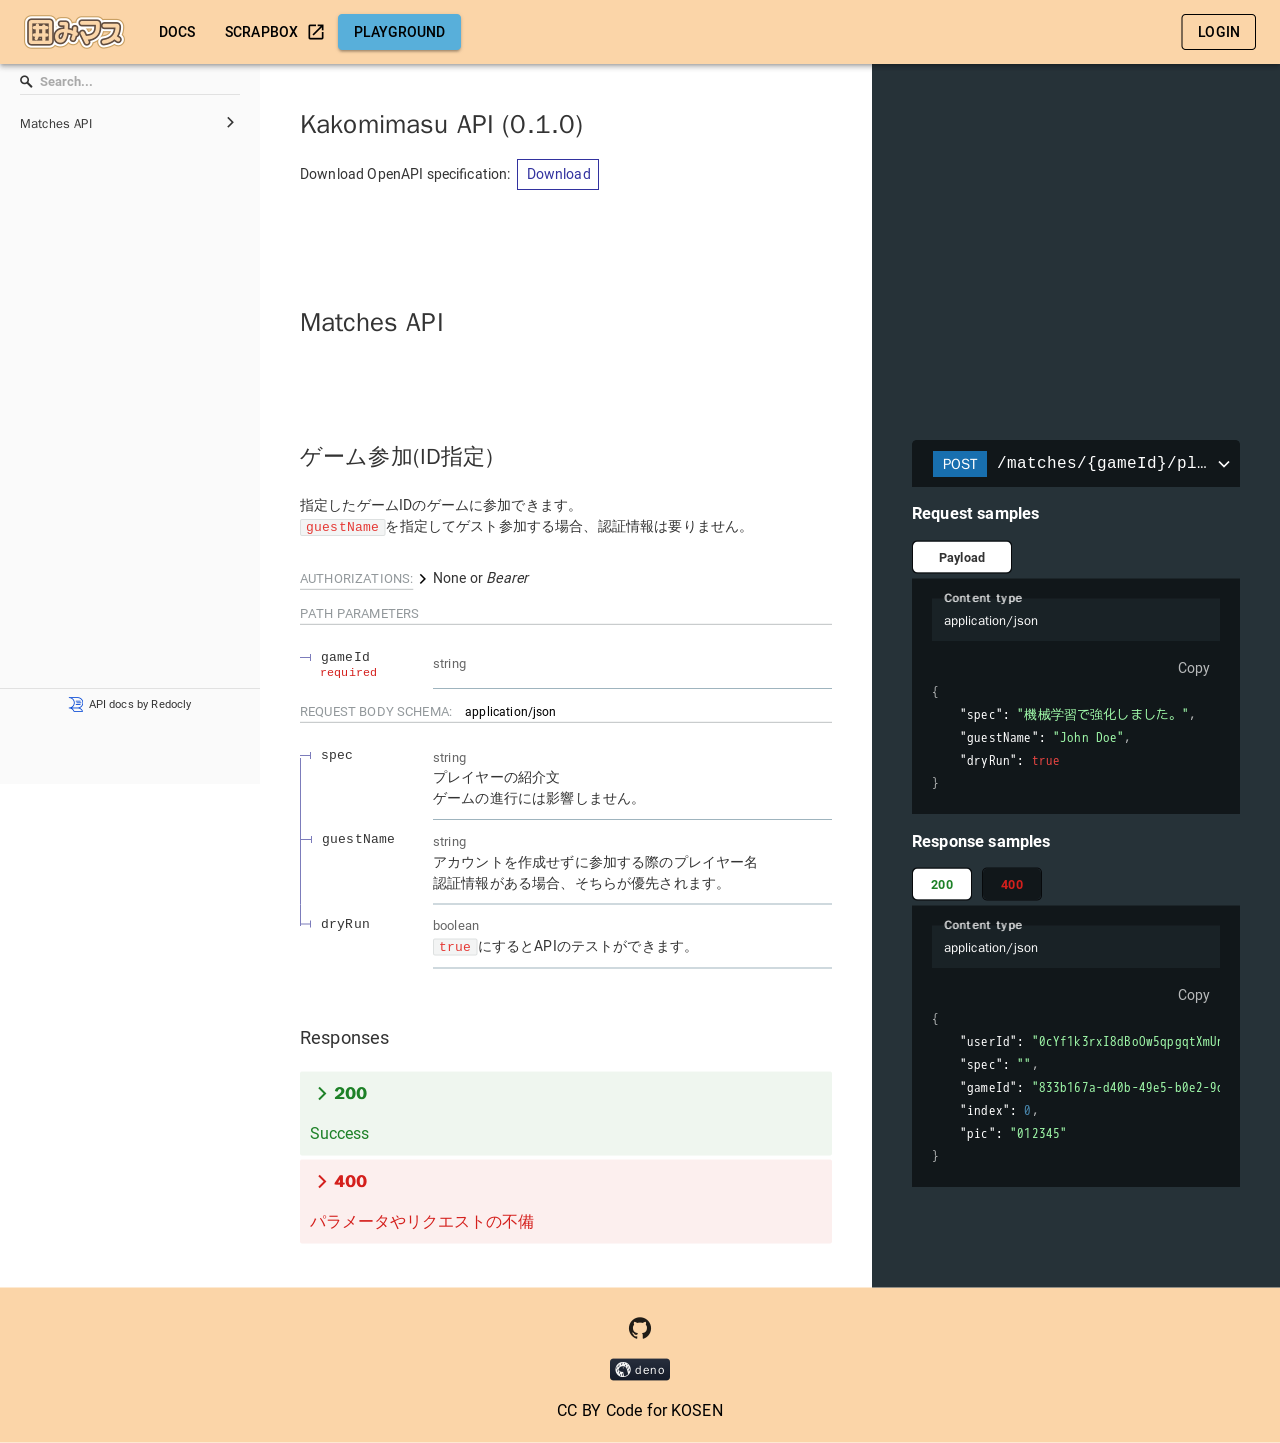 囲みマス
DOCS
SCRAPBOX
PLAYGROUND
LOGIN
Search...
Matches API
API docs by Redocly
Kakomimasu API (0.1.0)
Download OpenAPI specification: Download
Matches API
ゲーム参加(ID指定)
指定したゲームIDのゲームに参加できます。
guestNameを指定してゲスト参加する場合、認証情報は要りません。
AUTHORIZATIONS: None or Bearer
PATH PARAMETERS
gameId
required
string
REQUEST BODY SCHEMA: application/json
spec
string
プレイヤーの紹介文
ゲームの進行には影響しません。
guestName
string
アカウントを作成せずに参加する際のプレイヤー名
認証情報がある場合、そちらが優先されます。
dryRun
boolean
trueにするとAPIのテストができます。
Responses
200
Success
400
パラメータやリクエストの不備
POST /matches/{gameId}/pl…
Request samples
Payload
Content type
application/json
Copy
{
"spec": "機械学習で強化しました。",
"guestName": "John Doe",
"dryRun": true
}
Response samples
200
400
Content type
application/json
Copy
{
"userId": "0cYf1k3rxI8dBoOw5qpgqtXmUr
"spec": "",
"gameId": "833b167a-d40b-49e5-b0e2-9c
"index": 0,
"pic": "012345"
}
deno
CC BY Code for KOSEN